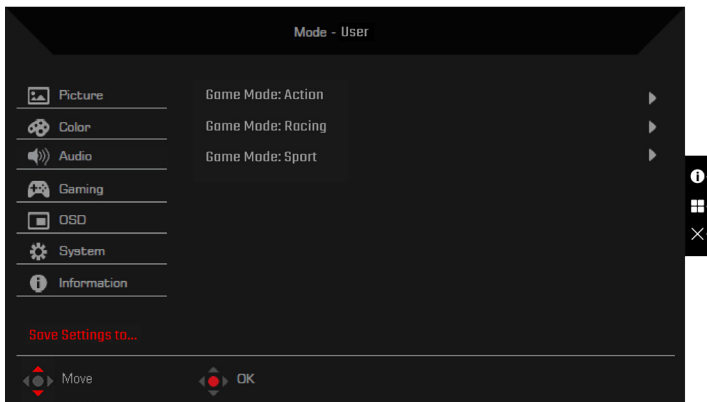 Mode - User
Picture
Game Mode: Action
Color
Game Mode: Racing
Audio
Game Mode: Sport
Gaming
OSD
System
Information
Save Settings to...
Move
OK